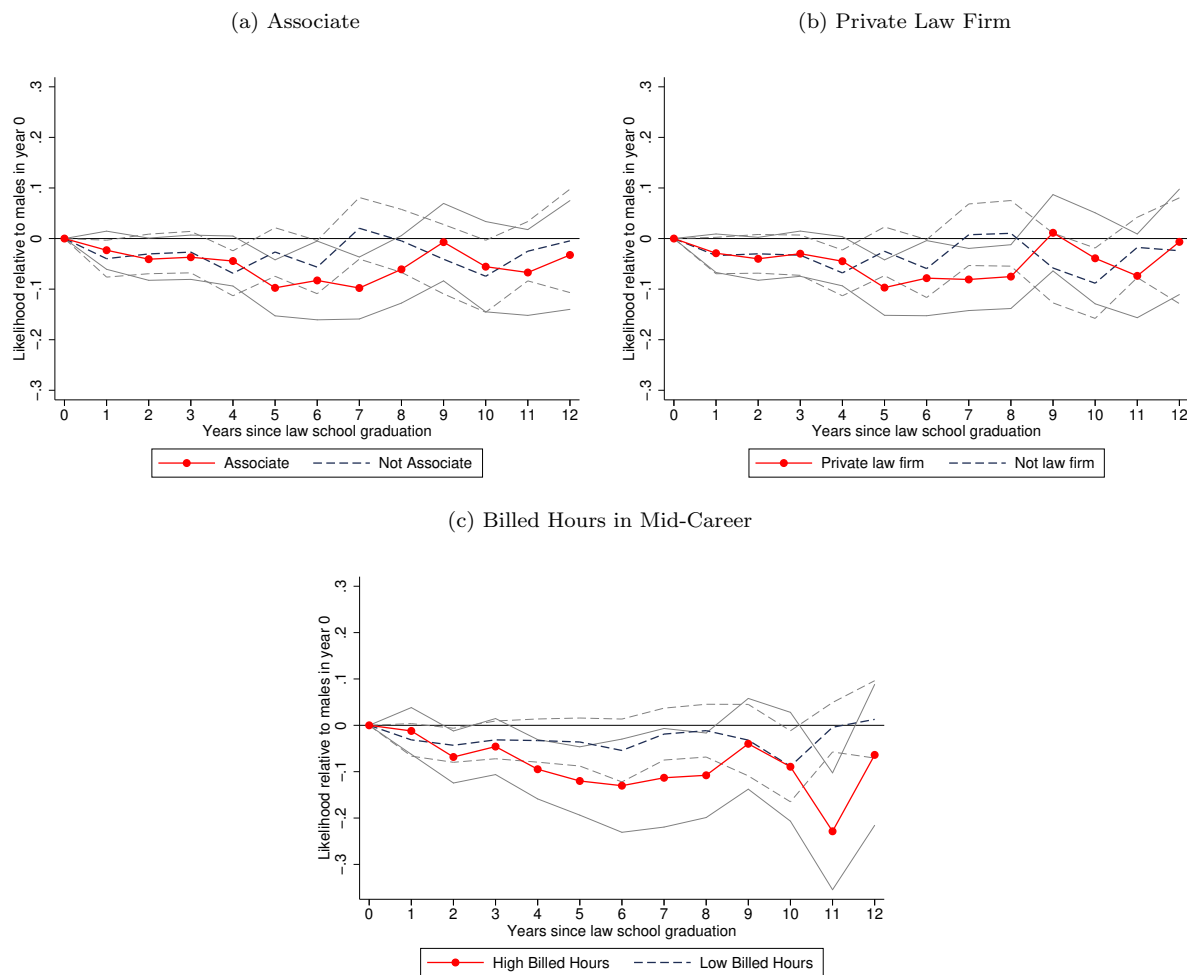 (a) Associate
Likelihood relative to males in year 0
.3
.2
.1
0
-.1
-.2
-.3
0 1 2 3 4 5 6 7 8 9 10 11 12
Years since law school graduation
Associate Not Associate
(b) Private Law Firm
Likelihood relative to males in year 0
.3
.2
.1
0
-.1
-.2
-.3
0 1 2 3 4 5 6 7 8 9 10 11 12
Years since law school graduation
Private law firm Not law firm
(c) Billed Hours in Mid-Career
Likelihood relative to males in year 0
.3
.2
.1
0
-.1
-.2
-.3
0 1 2 3 4 5 6 7 8 9 10 11 12
Years since law school graduation
High Billed Hours Low Billed Hours